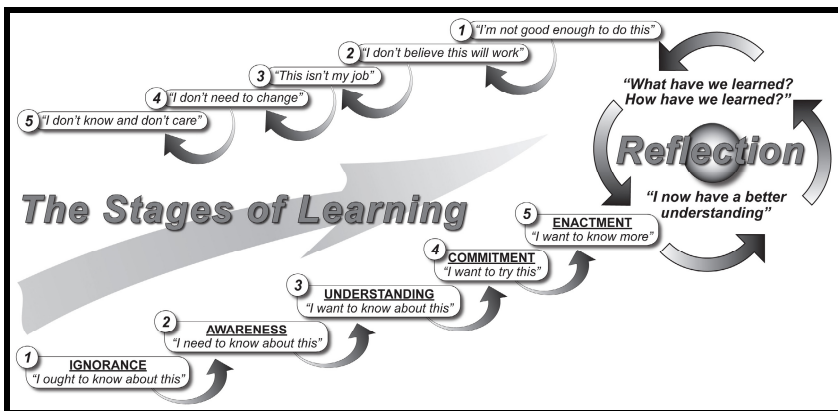 1 "I'm not good enough to do this"
2 "I don't believe this will work"
3 "This isn't my job"
4 "I don't need to change"
5 "I don't know and don't care"
"What have we learned?
How have we learned?"
Reflection
"I now have a better
understanding"
The Stages of Learning
5 ENACTMENT
"I want to know more"
4 COMMITMENT
"I want to try this"
3 UNDERSTANDING
"I want to know about this"
2 AWARENESS
"I need to know about this"
1 IGNORANCE
"I ought to know about this"